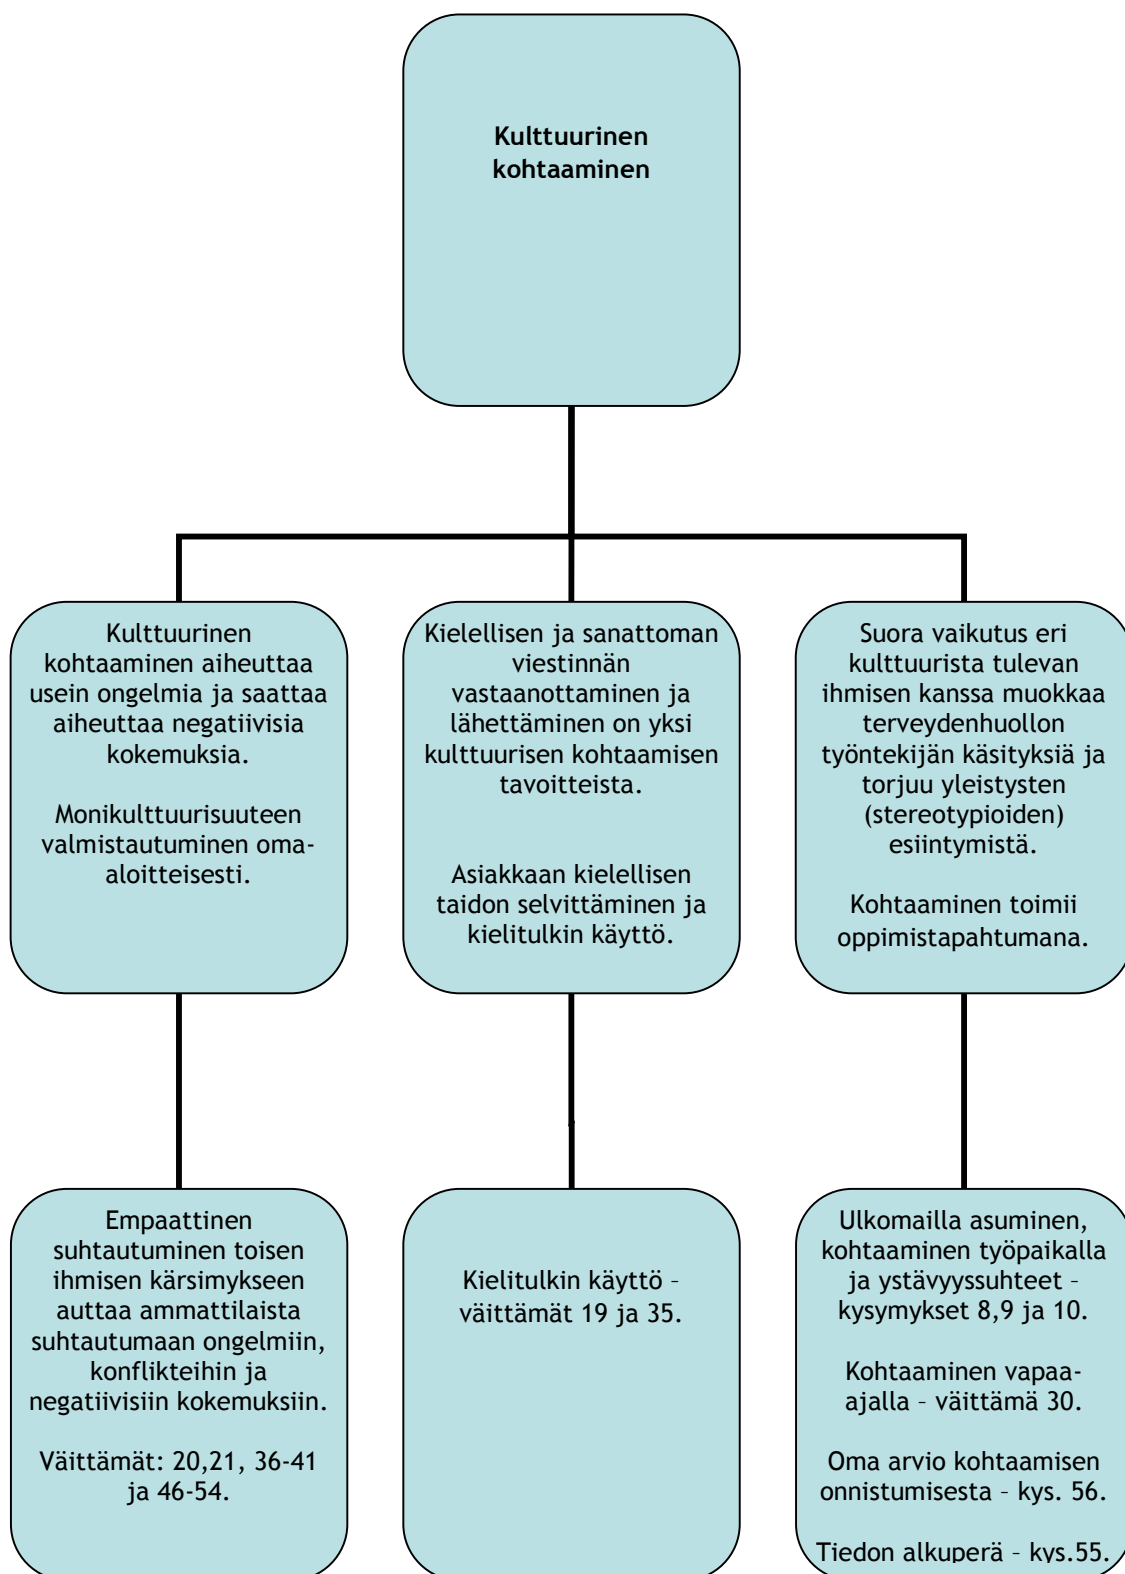 Kulttuurinen
kohtaaminen
Kulttuurinen
kohtaaminen aiheuttaa
usein ongelmia ja saattaa
aiheuttaa negatiivisia
kokemuksia.
Monikulttuurisuuteen
valmistautuminen oma-
aloitteisesti.
Kielellisen ja sanattoman
viestinnän
vastaanottaminen ja
lähettäminen on yksi
kulttuurisen kohtaamisen
tavoitteista.
Asiakkaan kielellisen
taidon selvittäminen ja
kielitulkin käyttö.
Suora vaikutus eri
kulttuurista tulevan
ihmisen kanssa muokkaa
terveydenhuollon
työntekijän käsityksiä ja
torjuu yleistysten
(stereotypioiden)
esiintymistä.
Kohtaaminen toimii
oppimistapahtumana.
Empaattinen
suhtautuminen toisen
ihmisen kärsimykseen
auttaa ammattilaista
suhtautumaan ongelmiin,
konflikteihin ja
negatiivisiin kokemuksiin.
Väittämät: 20,21, 36-41
ja 46-54.
Kielitulkin käyttö –
väittämät 19 ja 35.
Ulkomailla asuminen,
kohtaaminen työpaikalla
ja ystävyyssuhteet –
kysymykset 8,9 ja 10.
Kohtaaminen vapaa-
ajalla – väittämä 30.
Oma arvio kohtaamisen
onnistumisesta – kys. 56.
Tiedon alkuperä – kys.55.